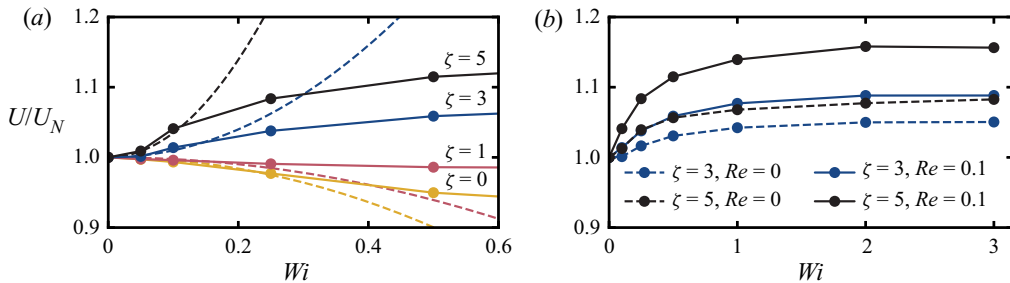 (a)
1.2
1.1
1.0
0.9
U/U_N
ζ = 5
ζ = 3
ζ = 1
ζ = 0
0
0.2
0.4
0.6
Wi
(b)
1.2
1.1
1.0
0.9
ζ = 3, Re = 0
ζ = 3, Re = 0.1
ζ = 5, Re = 0
ζ = 5, Re = 0.1
0
1
2
3
Wi